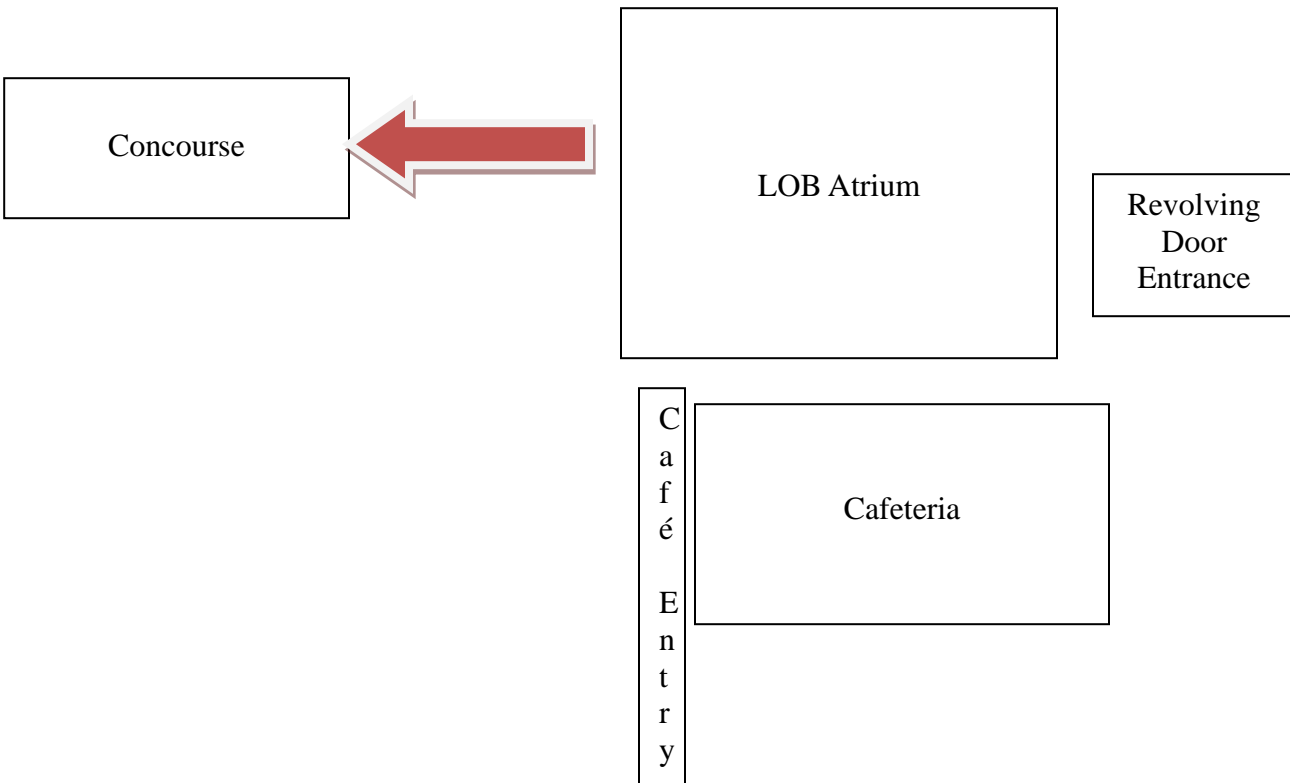 Concourse
LOB Atrium
Revolving
Door
Entrance
C
a
f
é
E
n
t
r
y
Cafeteria